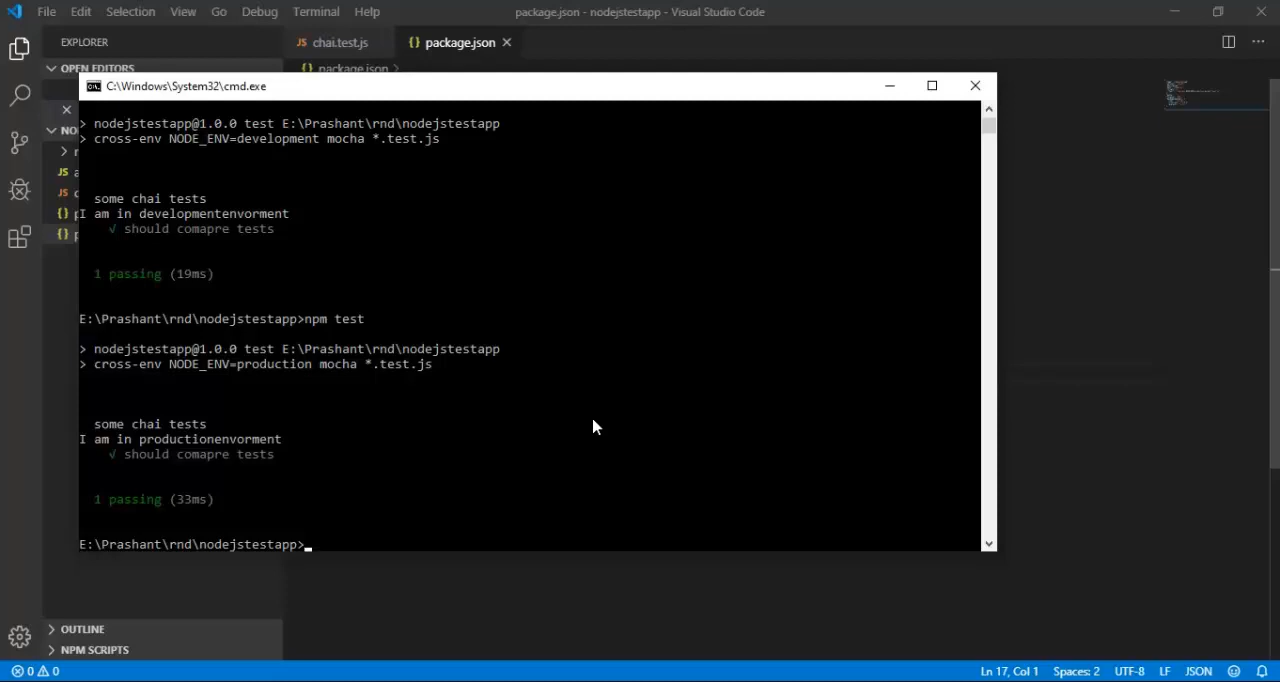 File Edit Selection View Go Debug Terminal Help package.json - nodejstestapp - Visual Studio Code
EXPLORER
JS chai.test.js {} package.json
OPEN EDITORS
{} package.json >
C:\Windows\System32\cmd.exe
NO
JS a
JS c
{} p
{} p
> nodejstestapp@1.0.0 test E:\Prashant\rnd\nodejstestapp
> cross-env NODE_ENV=development mocha *.test.js
some chai tests
I am in developmentenvorment
√ should comapre tests
1 passing (19ms)
E:\Prashant\rnd\nodejstestapp>npm test
> nodejstestapp@1.0.0 test E:\Prashant\rnd\nodejstestapp
> cross-env NODE_ENV=production mocha *.test.js
some chai tests
I am in productionenvorment
√ should comapre tests
1 passing (33ms)
E:\Prashant\rnd\nodejstestapp>
OUTLINE
NPM SCRIPTS
0 0 Ln 17, Col 1 Spaces: 2 UTF-8 LF JSON